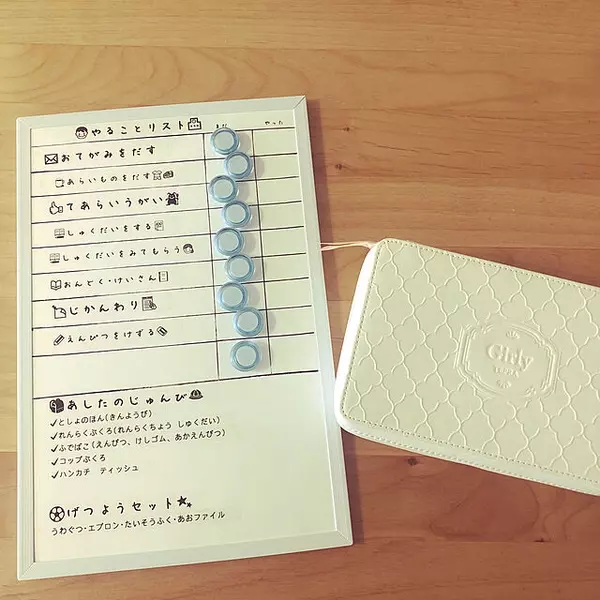 やることリスト
まだ やった
おてがみをだす
あらいものをだす
てあらいうがい
しゅくだいをする
しゅくだいをみてもらう
おんどく・けいさん
じかんわり
えんぴつをけずる
あしたのじゅんび
✓としょのほん(きんようび)
✓れんらくぶくろ(れんらくちょう しゅくだい)
✓ふでばこ(えんぴつ、けしゴム、あかえんぴつ)
✓コップぶくろ
✓ハンカチ ティッシュ
げつようセット
うわぐつ・エプロン・たいそうふく・あおファイル
Girly